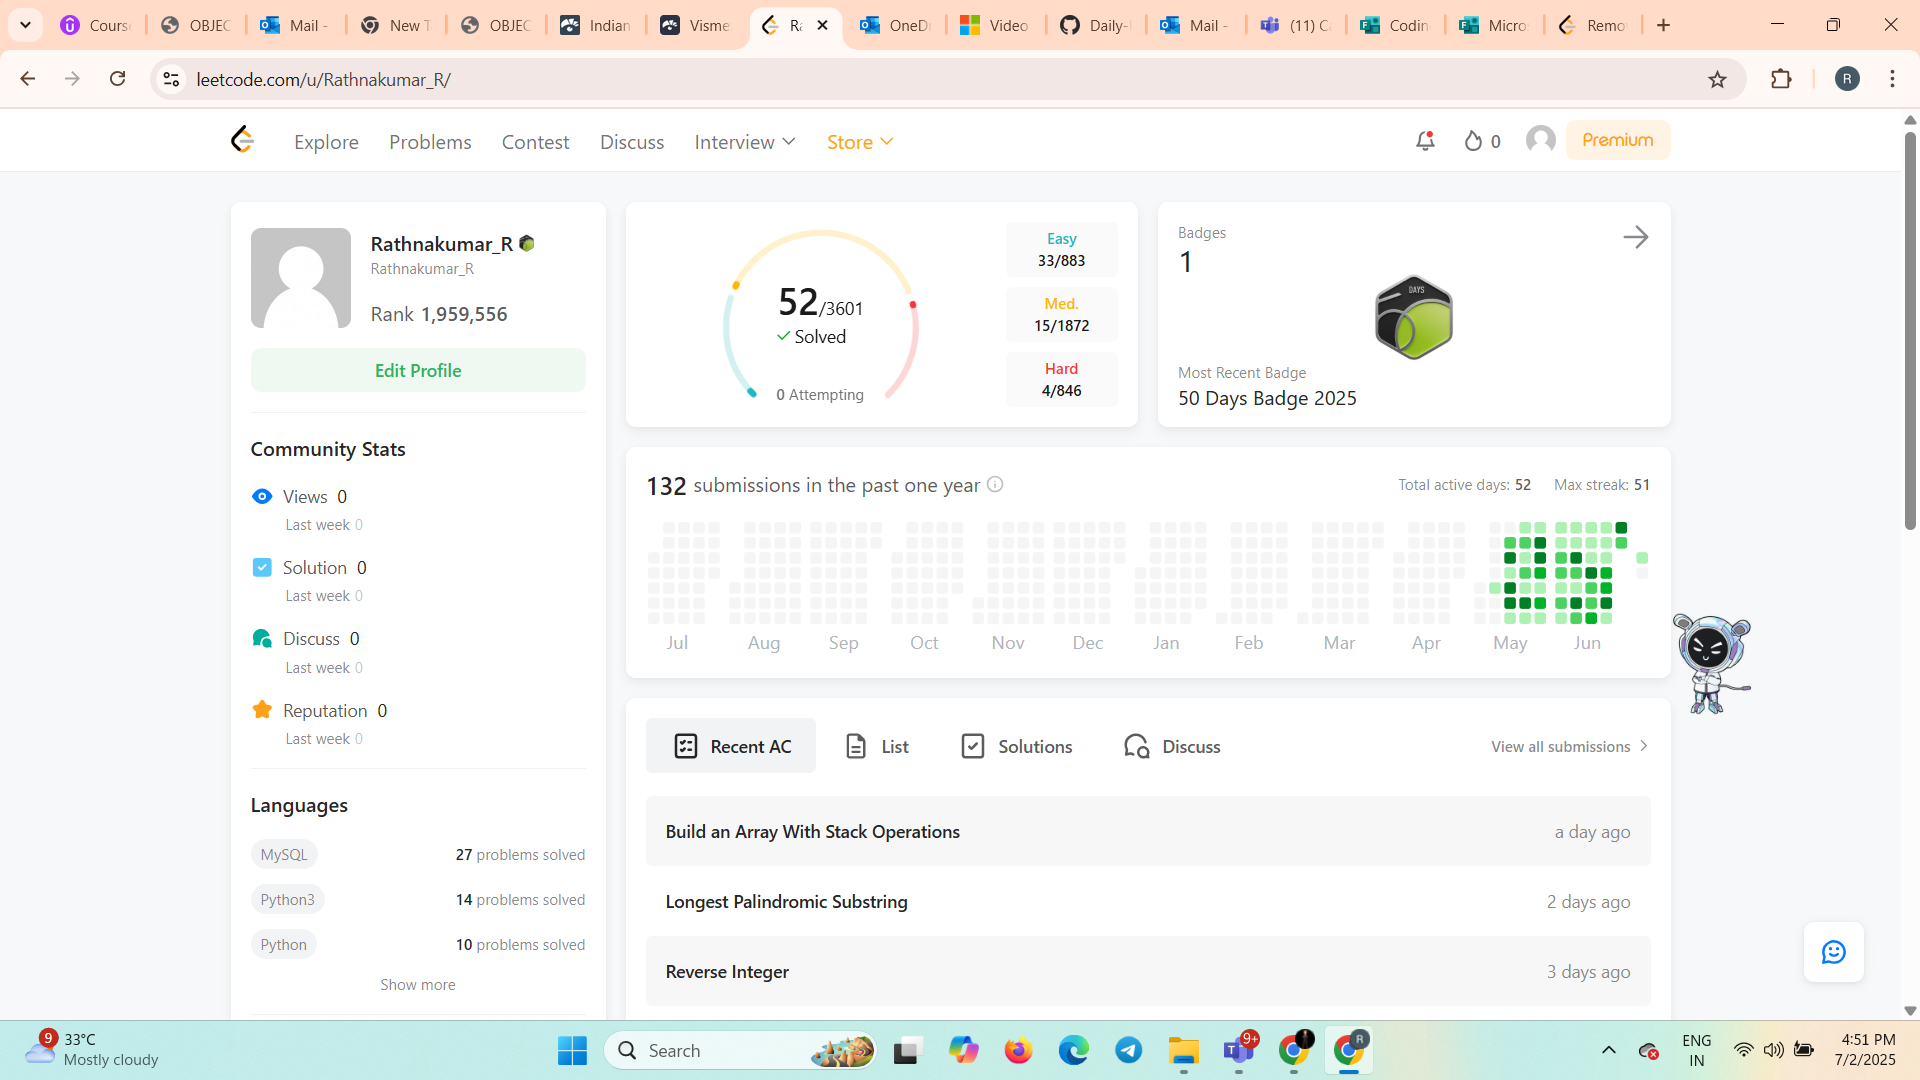 Cours
OBJEC
Mail -
New T
OBJEC
Indian
Visme
Ra
OneDr
Video
Daily-
Mail -
(11) Ca
Codin
Micro
Remo
leetcode.com/u/Rathnakumar_R/
R
Explore
Problems
Contest
Discuss
Interview
Store
0
Premium
Rathnakumar_R
Rathnakumar_R
Rank 1,959,556
Edit Profile
Community Stats
Views 0
Last week 0
Solution 0
Last week 0
Discuss 0
Last week 0
Reputation 0
Last week 0
Languages
MySQL 27 problems solved
Python3 14 problems solved
Python 10 problems solved
Show more
52/3601
Solved
0 Attempting
Easy
33/883
Med.
15/1872
Hard
4/846
Badges
1
DAYS
Most Recent Badge
50 Days Badge 2025
132 submissions in the past one year
Total active days: 52 Max streak: 51
Jul Aug Sep Oct Nov Dec Jan Feb Mar Apr May Jun
Recent AC
List
Solutions
Discuss
View all submissions
Build an Array With Stack Operations a day ago
Longest Palindromic Substring 2 days ago
Reverse Integer 3 days ago
9
33°C
Mostly cloudy
Search
9+
R
ENG
IN
4:51 PM
7/2/2025